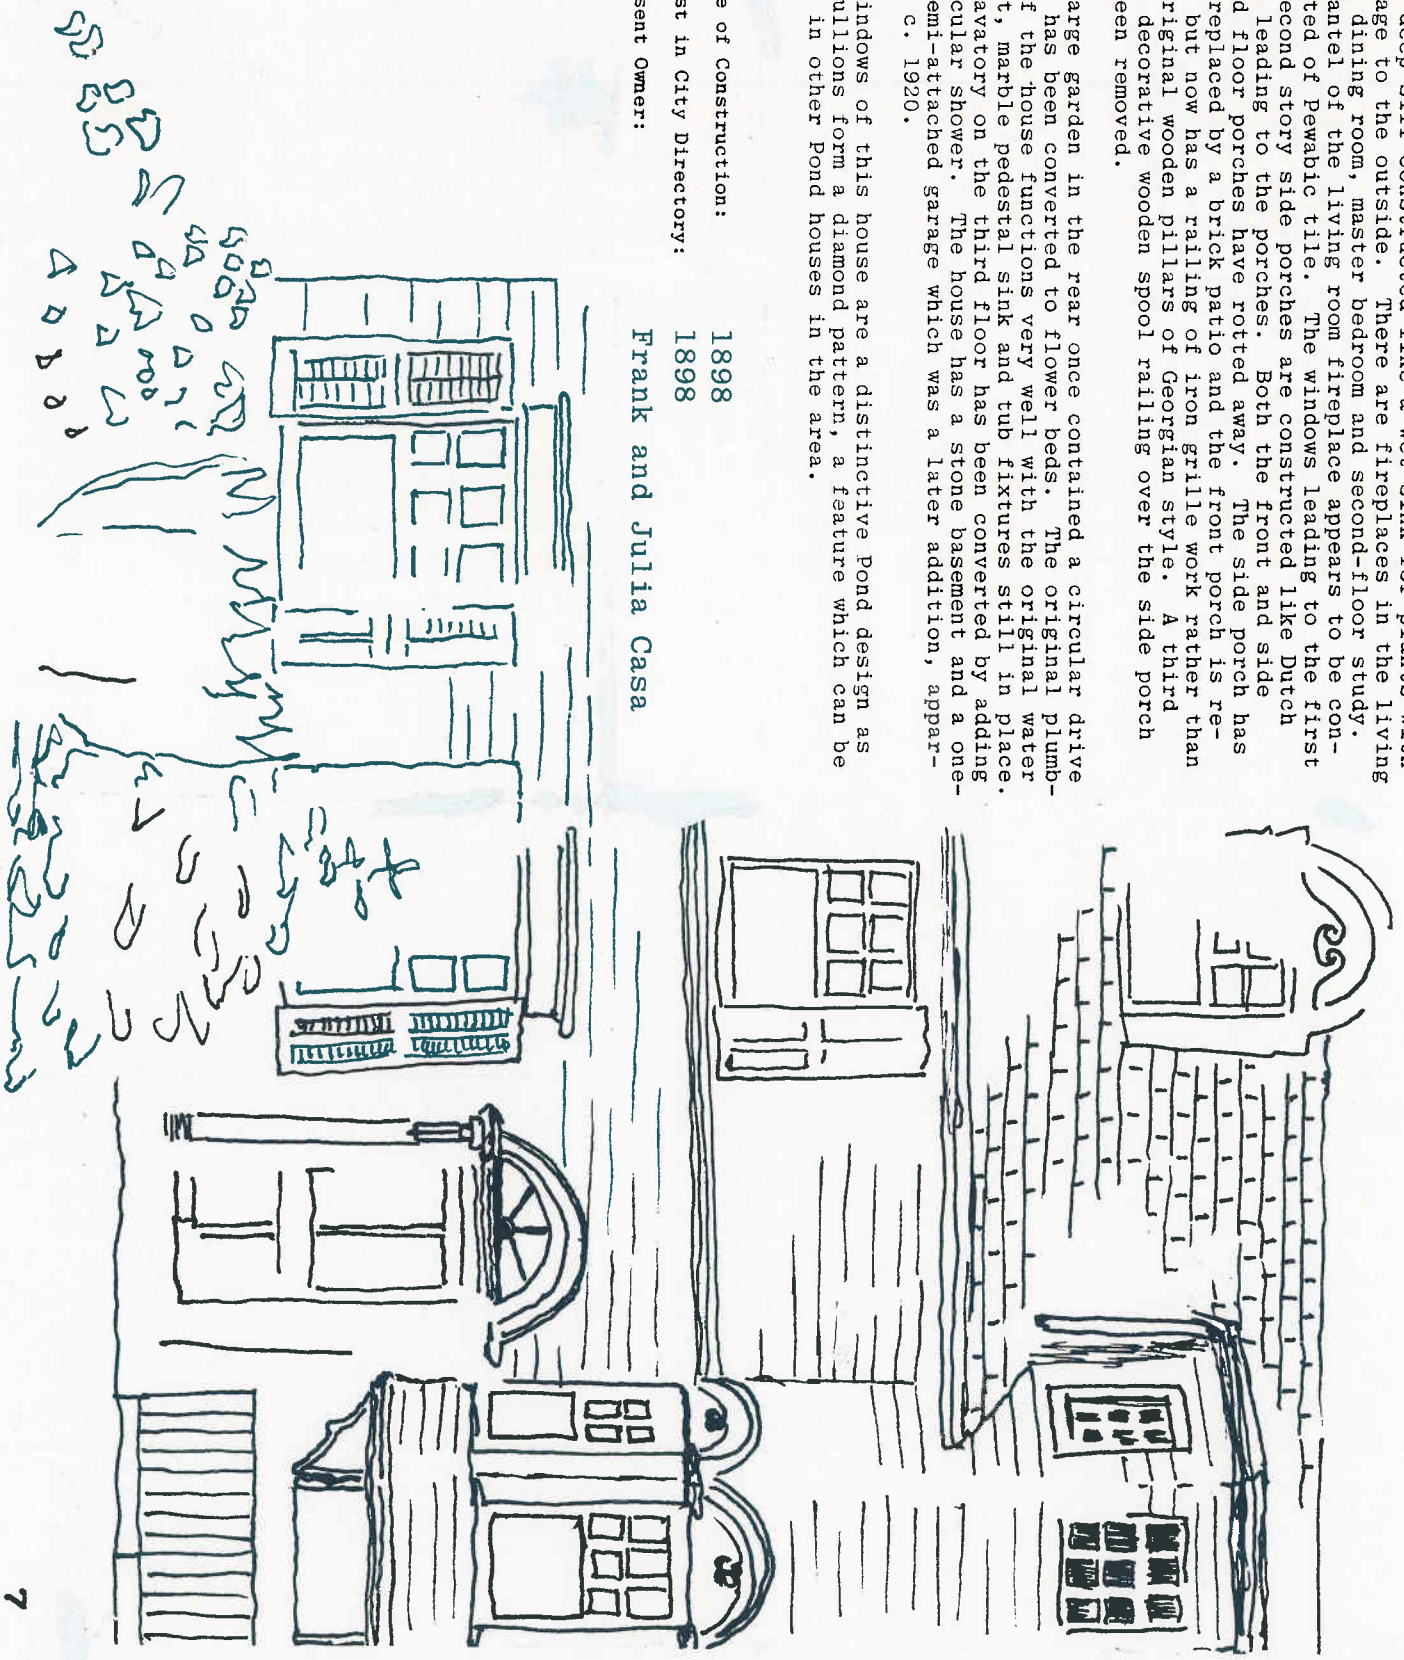 deep sill constructed like a wet sink for plants with
age to the outside. There are fireplaces in the living
dining room, master bedroom and second-floor study.
antel of the living room fireplace appears to be con-
ted of Pewabic tile. The windows leading to the first
econd story side porches are constructed like Dutch
leading to the porches. Both the front and side
d floor porches have rotted away. The side porch has
replaced by a brick patio and the front porch is re-
but now has a railing of iron grille work rather than
riginal wooden pillars of Georgian style. A third
decorative wooden spool railing over the side porch
een removed.
arge garden in the rear once contained a circular drive
has been converted to flower beds. The original plumb-
f the house functions very well with the original water
t, marble pedestal sink and tub fixtures still in place.
avatory on the third floor has been converted by adding
cular shower. The house has a stone basement and a one-
emi-attached garage which was a later addition, appar-
c. 1920.
indows of this house are a distinctive Pond design as
ullions form a diamond pattern, a feature which can be
in other Pond houses in the area.
e of Construction: 1898
st in City Directory: 1898
sent Owner: Frank and Julia Casa
7